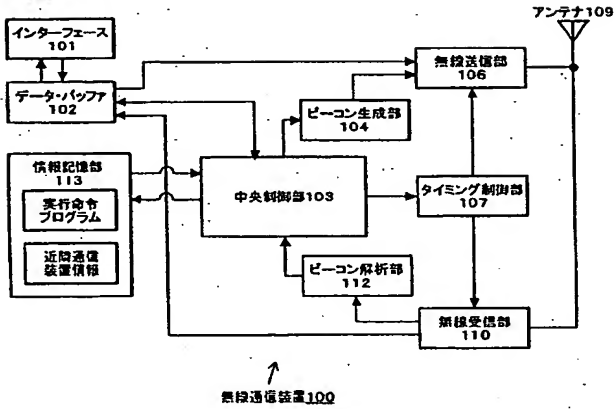 アンテナ109
インターフェース
101
データ・バッファ
102
無線送信部
106
ビーコン生成部
104
情報記憶部
113
実行命令
プログラム
近隣通信
装置情報
中央制御部103
タイミング制御部
107
ビーコン解析部
112
無線受信部
110
無線通信装置100